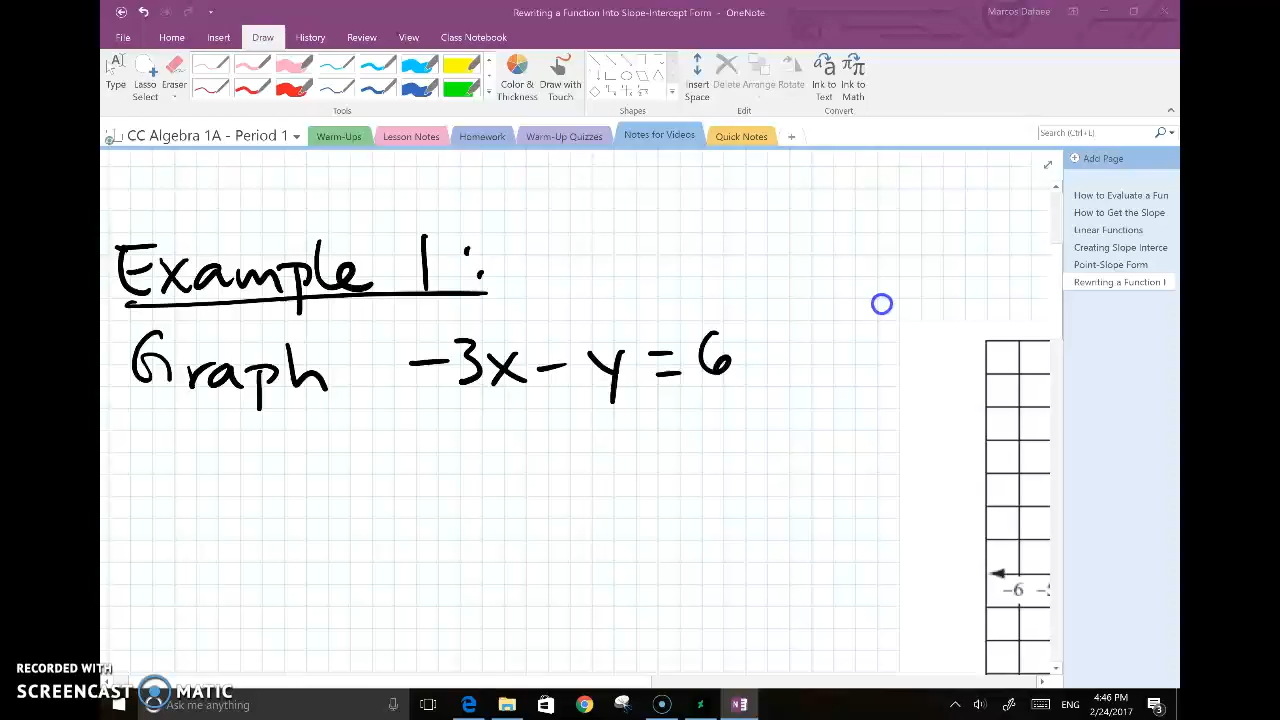 Rewriting a Function Into Slope-Intercept Form - OneNote
Marcos Dafaee
File Home Insert Draw History Review View Class Notebook
Type Lasso Select Eraser Color & Thickness Draw with Touch Insert Space Delete Arrange Rotate Ink to Text Ink to Math
Tools Shapes Edit Convert
CC Algebra 1A - Period 1 Warm-Ups Lesson Notes Homework Warm-Up Quizzes Notes for Videos Quick Notes Search (Ctrl+E)
Add Page
How to Evaluate a Fun
How to Get the Slope
Linear Functions
Creating Slope Interce
Point-Slope Form
Rewriting a Function I
Example 1:
Graph -3x - y = 6
-6
RECORDED WITH
SCREENCAST MATIC
Ask me anything
ENG
4:46 PM
2/24/2017
3